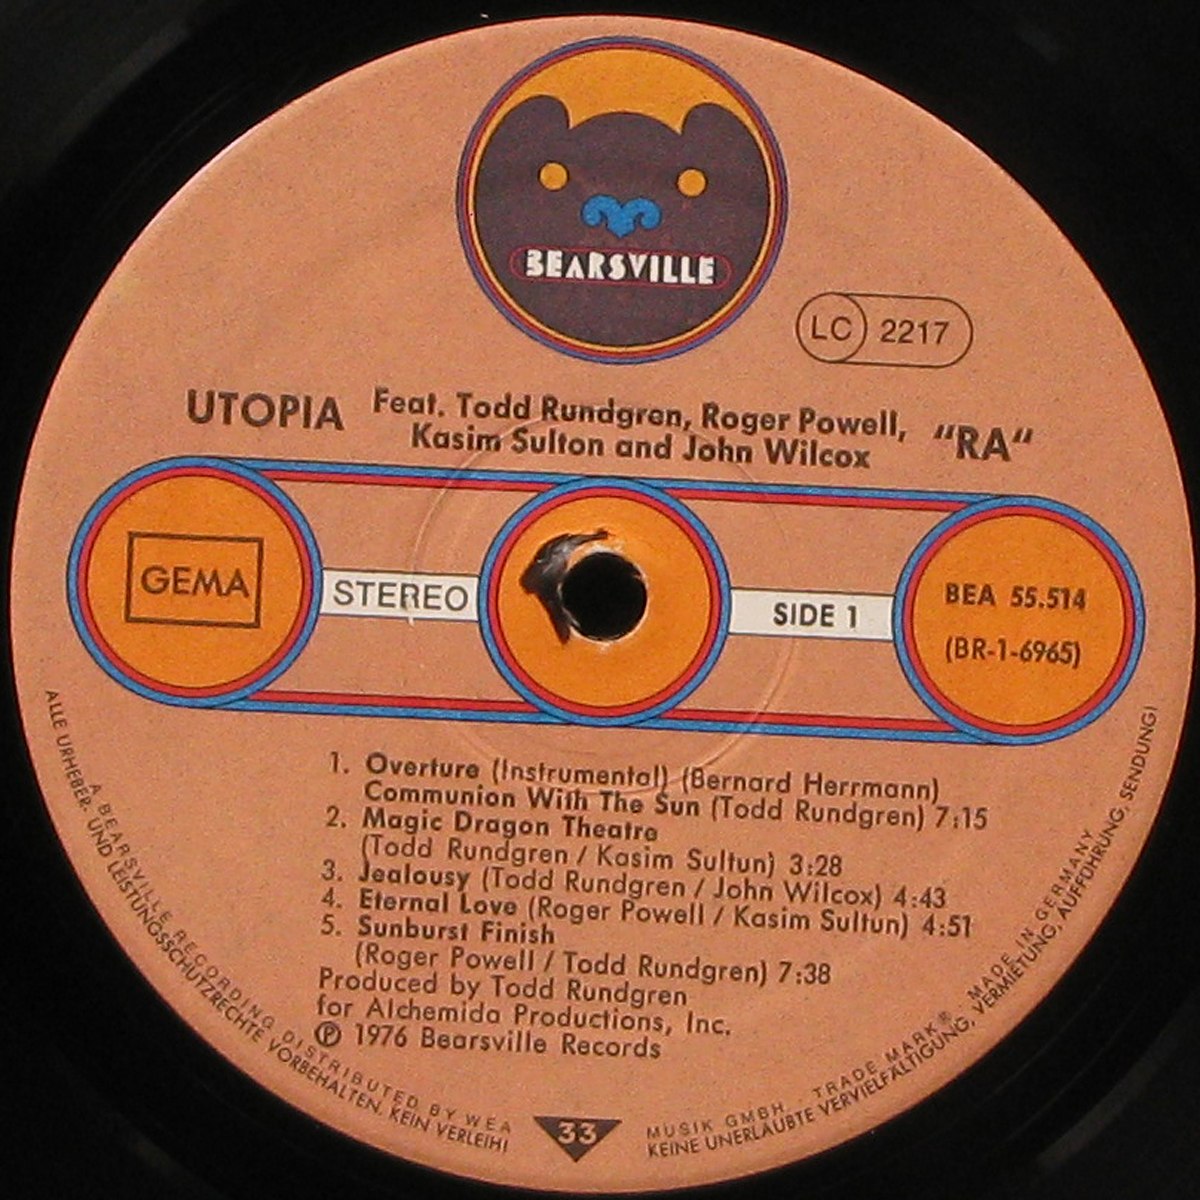 BEARSVILLE
LC 2217
UTOPIA Feat. Todd Rundgren, Roger Powell, "RA"
Kasim Sulton and John Wilcox
GEMA
STEREO
SIDE 1
BEA 55.514
(BR-1-6965)
1. Overture (Instrumental) (Bernard Herrmann)
Communion With The Sun (Todd Rundgren) 7:15
2. Magic Dragon Theatre
(Todd Rundgren / Kasim Sultun) 3:28
3. Jealousy (Todd Rundgren / John Wilcox) 4:43
4. Eternal Love (Roger Powell / Kasim Sultun) 4:51
5. Sunburst Finish
(Roger Powell / Todd Rundgren) 7:38
Produced by Todd Rundgren
for Alchemida Productions, Inc.
℗ 1976 Bearsville Records
A BEARSVILLE RECORDING DISTRIBUTED BY WEA MUSIK GMBH . TRADE MARK® . MADE IN GERMANY
ALLE URHEBER- UND LEISTUNGSSCHUTZRECHTE VORBEHALTEN. KEIN VERLEIH! KEINE UNERLAUBTE VERVIELFÄLTIGUNG, VERMIETUNG, AUFFÜHRUNG, SENDUNG!
33